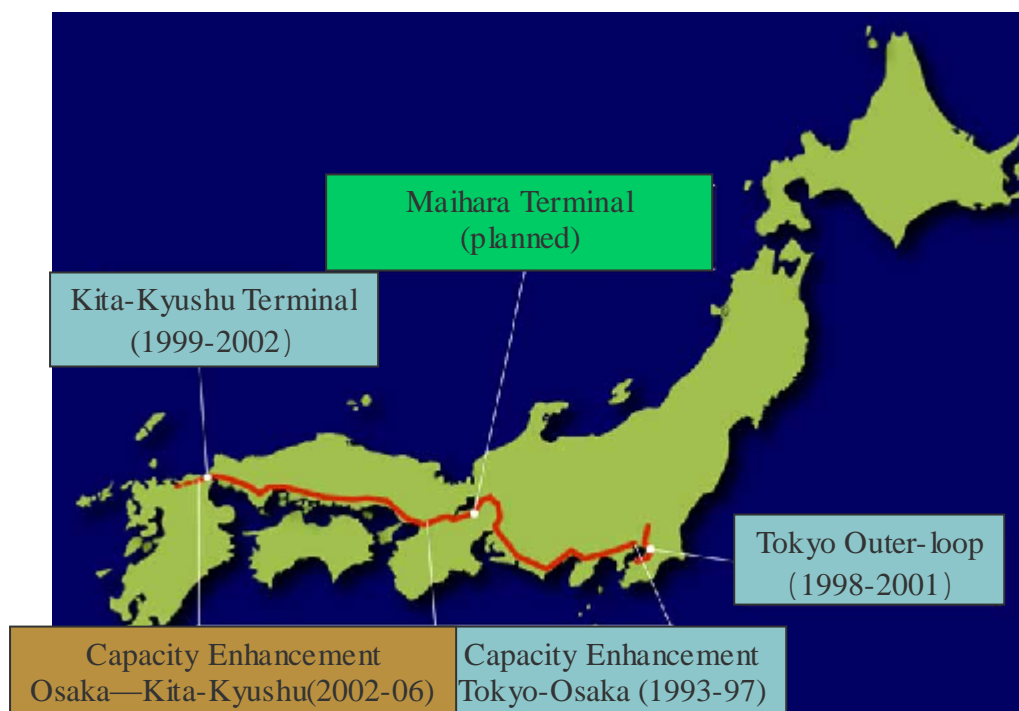 Maihara Terminal
(planned)
Kita-Kyushu Terminal
(1999-2002)
Tokyo Outer-loop
(1998-2001)
Capacity Enhancement
Osaka—Kita-Kyushu(2002-06)
Capacity Enhancement
Tokyo-Osaka (1993-97)